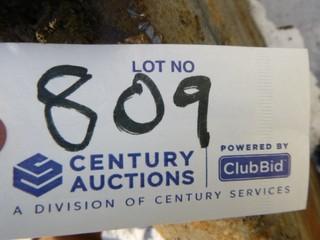 LOT NO
809
CENTURY
AUCTIONS
POWERED BY
ClubBid
A DIVISION OF CENTURY SERVICES